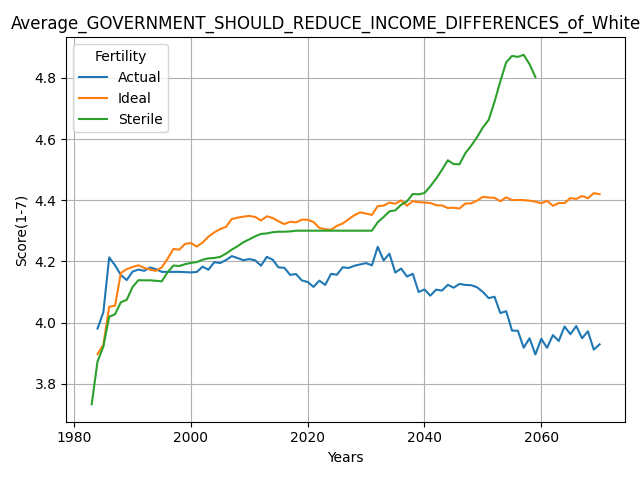 Average_GOVERNMENT_SHOULD_REDUCE_INCOME_DIFFERENCES_of_White
Fertility
Actual
Ideal
Sterile
4.8
4.6
4.4
4.2
4.0
3.8
Score(1-7)
1980 2000 2020 2040 2060
Years